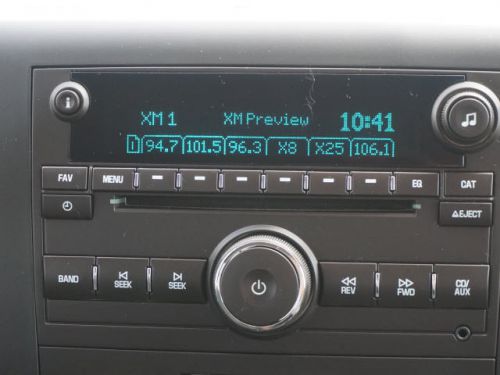 XM 1 XM Preview 10:41
1 94.7 101.5 96.3 X8 X25 106.1
FAV MENU EQ CAT
EJECT
BAND SEEK SEEK REV FWD CD/
AUX